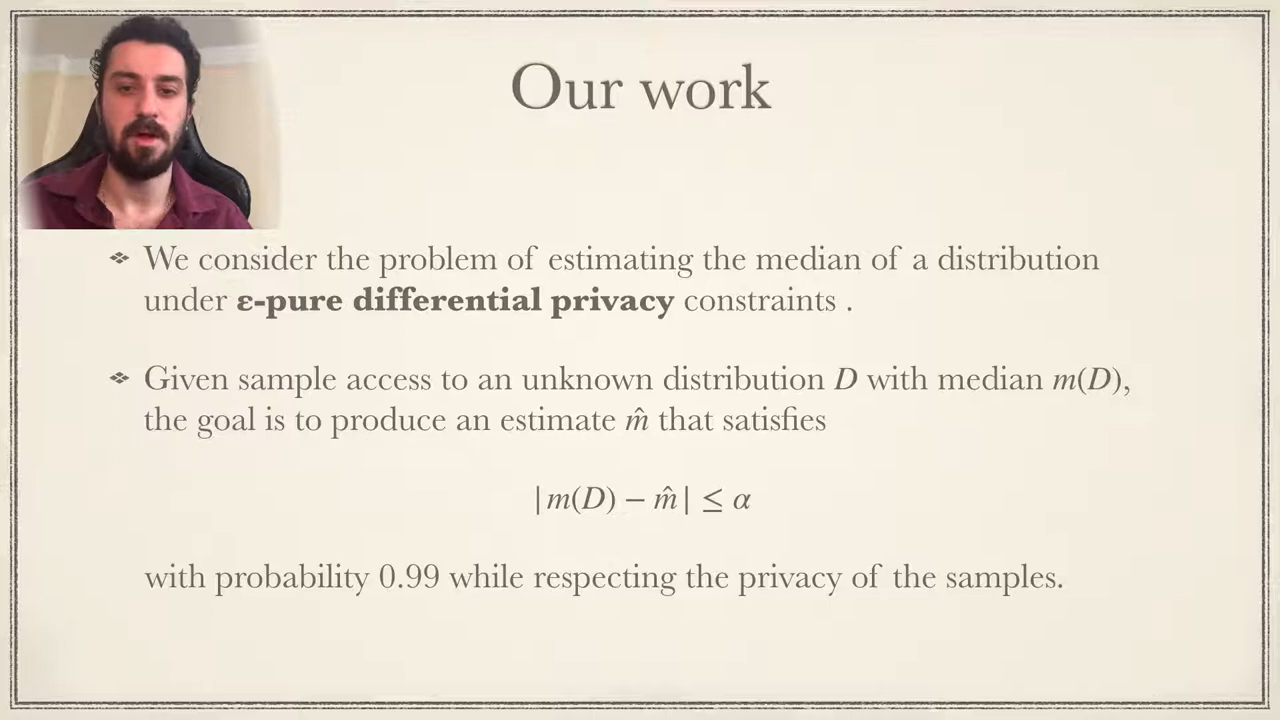 Our work
❖ We consider the problem of estimating the median of a distribution
under ε-pure differential privacy constraints .
❖ Given sample access to an unknown distribution D with median m(D),
the goal is to produce an estimate m̂ that satisfies
|m(D) − m̂| ≤ α
with probability 0.99 while respecting the privacy of the samples.